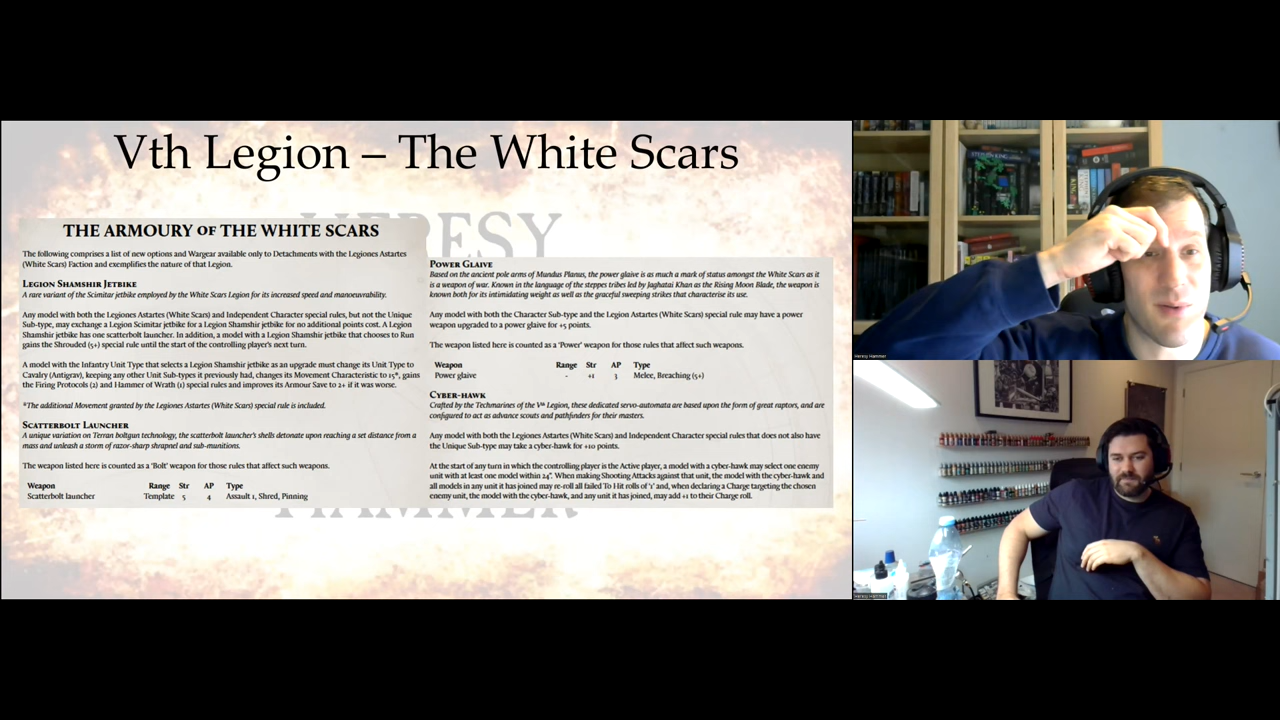 Vth Legion – The White Scars
HERESY
HAMMER
THE ARMOURY OF THE WHITE SCARS
The following comprises a list of new options and Wargear available only to Detachments with the Legiones Astartes
(White Scars) Faction and exemplifies the nature of that Legion.
LEGION SHAMSHIR JETBIKE
A rare variant of the Scimitar jetbike employed by the White Scars Legion for its increased speed and manoeuvrability.
Any model with both the Legiones Astartes (White Scars) and Independent Character special rules, but not the Unique
Sub-type, may exchange a Legion Scimitar jetbike for a Legion Shamshir jetbike for no additional points cost. A Legion
Shamshir jetbike has one scatterbolt launcher. In addition, a model with a Legion Shamshir jetbike that chooses to Run
gains the Shrouded (5+) special rule until the start of the controlling player's next turn.
A model with the Infantry Unit Type that selects a Legion Shamshir jetbike as an upgrade must change its Unit Type to
Cavalry (Antigrav), keeping any other Unit Sub-types it previously had, changes its Movement Characteristic to 15*, gains
the Firing Protocols (2) and Hammer of Wrath (1) special rules and improves its Armour Save to 2+ if it was worse.
*The additional Movement granted by the Legiones Astartes (White Scars) special rule is included.
SCATTERBOLT LAUNCHER
A unique variation on Terran boltgun technology, the scatterbolt launcher's shells detonate upon reaching a set distance from a
mass and unleash a storm of razor-sharp shrapnel and sub-munitions.
The weapon listed here is counted as a 'Bolt' weapon for those rules that affect such weapons.
Weapon Range Str AP Type
Scatterbolt launcher Template 5 4 Assault 1, Shred, Pinning
POWER GLAIVE
Based on the ancient pole arms of Mundus Planus, the power glaive is as much a mark of status amongst the White Scars as it
is a weapon of war. Known in the language of the steppes tribes led by Jaghatai Khan as the Rising Moon Blade, the weapon is
known both for its intimidating weight as well as the graceful sweeping strikes that characterise its use.
Any model with both the Character Sub-type and the Legion Astartes (White Scars) special rule may have a power
weapon upgraded to a power glaive for +5 points.
The weapon listed here is counted as a 'Power' weapon for those rules that affect such weapons.
Weapon Range Str AP Type
Power glaive - +1 3 Melee, Breaching (5+)
CYBER-HAWK
Crafted by the Techmarines of the Vth Legion, these dedicated servo-automata are based upon the form of great raptors, and are
configured to act as advance scouts and pathfinders for their masters.
Any model with both the Legiones Astartes (White Scars) and Independent Character special rules that does not also have
the Unique Sub-type may take a cyber-hawk for +10 points.
At the start of any turn in which the controlling player is the Active player, a model with a cyber-hawk may select one enemy
unit with at least one model within 24". When making Shooting Attacks against that unit, the model with the cyber-hawk and
all models in any unit it has joined may re-roll all failed To Hit rolls of '1' and, when declaring a Charge targeting the chosen
enemy unit, the model with the cyber-hawk, and any unit it has joined, may add +1 to their Charge roll.